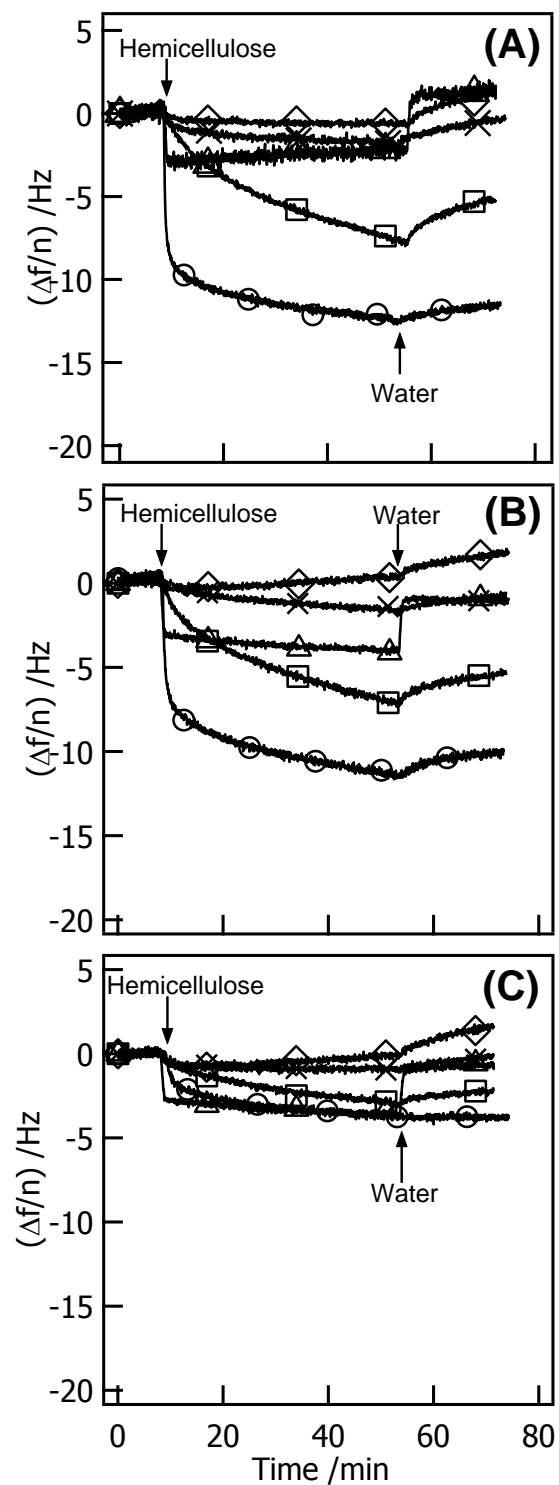 5
Hemicellulose
(A)
0
-5
(Δf/n) /Hz
-10
-15
Water
-20
5
Hemicellulose
Water
(B)
0
-5
(Δf/n) /Hz
-10
-15
-20
5
Hemicellulose
(C)
0
(Δf/n) /Hz
-5
Water
-10
-15
-20
0 20 40 60 80
Time /min